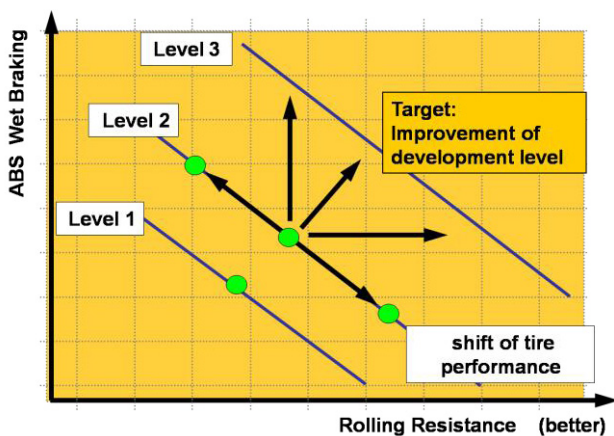 Level 3
Target:
Improvement of
development level
Level 2
Level 1
ABS Wet Braking
shift of tire
performance
Rolling Resistance (better)